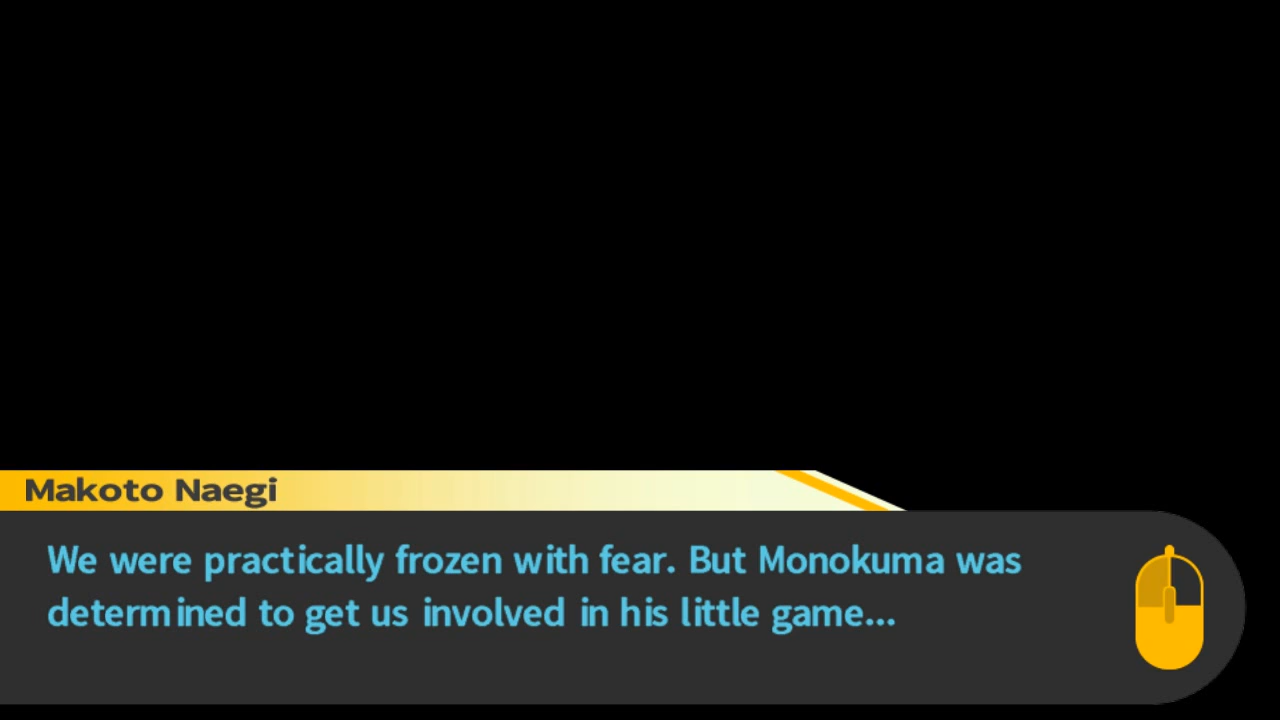 Makoto Naegi
We were practically frozen with fear. But Monokuma was
determined to get us involved in his little game...